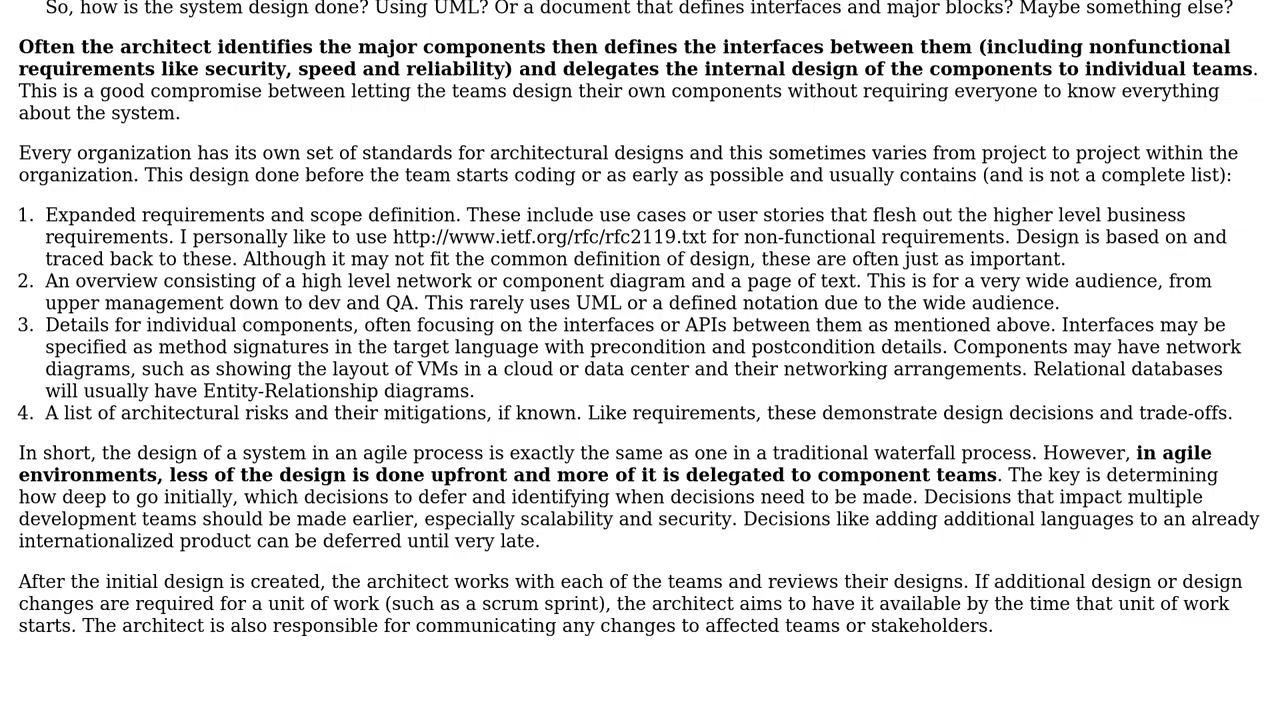 So, how is the system design done? Using UML? Or a document that defines interfaces and major blocks? Maybe something else?
Often the architect identifies the major components then defines the interfaces between them (including nonfunctional
requirements like security, speed and reliability) and delegates the internal design of the components to individual teams.
This is a good compromise between letting the teams design their own components without requiring everyone to know everything
about the system.
Every organization has its own set of standards for architectural designs and this sometimes varies from project to project within the
organization. This design done before the team starts coding or as early as possible and usually contains (and is not a complete list):
1. Expanded requirements and scope definition. These include use cases or user stories that flesh out the higher level business
requirements. I personally like to use http://www.ietf.org/rfc/rfc2119.txt for non-functional requirements. Design is based on and
traced back to these. Although it may not fit the common definition of design, these are often just as important.
2. An overview consisting of a high level network or component diagram and a page of text. This is for a very wide audience, from
upper management down to dev and QA. This rarely uses UML or a defined notation due to the wide audience.
3. Details for individual components, often focusing on the interfaces or APIs between them as mentioned above. Interfaces may be
specified as method signatures in the target language with precondition and postcondition details. Components may have network
diagrams, such as showing the layout of VMs in a cloud or data center and their networking arrangements. Relational databases
will usually have Entity-Relationship diagrams.
4. A list of architectural risks and their mitigations, if known. Like requirements, these demonstrate design decisions and trade-offs.
In short, the design of a system in an agile process is exactly the same as one in a traditional waterfall process. However, in agile
environments, less of the design is done upfront and more of it is delegated to component teams. The key is determining
how deep to go initially, which decisions to defer and identifying when decisions need to be made. Decisions that impact multiple
development teams should be made earlier, especially scalability and security. Decisions like adding additional languages to an already
internationalized product can be deferred until very late.
After the initial design is created, the architect works with each of the teams and reviews their designs. If additional design or design
changes are required for a unit of work (such as a scrum sprint), the architect aims to have it available by the time that unit of work
starts. The architect is also responsible for communicating any changes to affected teams or stakeholders.